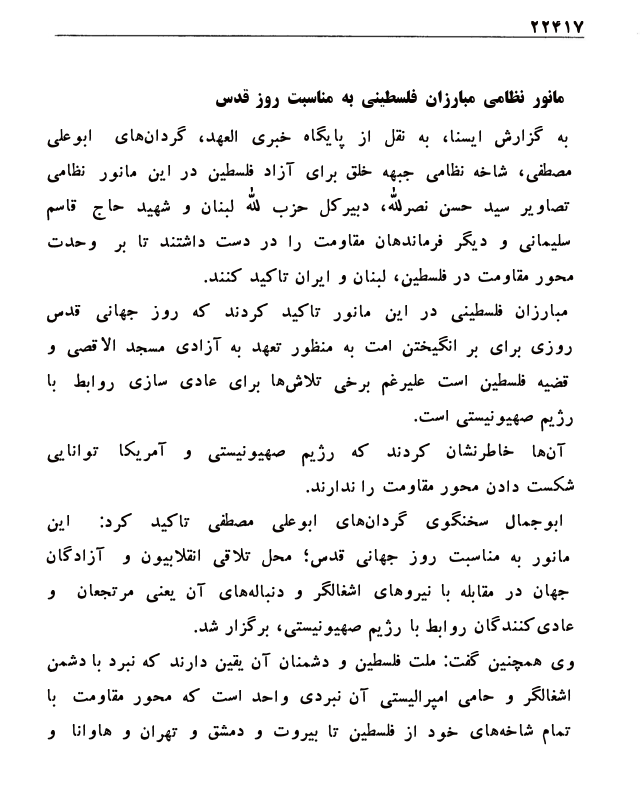 ۲۲۴۱۷
مانور نظامی مبارزان فلسطینی به مناسبت روز قدس
به گزارش ایسنا، به نقل از پایگاه خبری العهد، گردان‌های ابوعلی
مصطفی، شاخه نظامی جبهه خلق برای آزاد فلسطین در این مانور نظامی
تصاویر سید حسن نصرالله، دبیرکل حزب الله لبنان و شهید حاج قاسم
سلیمانی و دیگر فرماندهان مقاومت را در دست داشتند تا بر وحدت
محور مقاومت در فلسطین، لبنان و ایران تاکید کنند.
مبارزان فلسطینی در این مانور تاکید کردند که روز جهانی قدس
روزی برای بر انگیختن امت به منظور تعهد به آزادی مسجد الاقصی و
قضیه فلسطین است علیرغم برخی تلاش‌ها برای عادی سازی روابط با
رژیم صهیونیستی است.
آن‌ها خاطرنشان کردند که رژیم صهیونیستی و آمریکا توانایی
شکست دادن محور مقاومت را ندارند.
ابوجمال سخنگوی گردان‌های ابوعلی مصطفی تاکید کرد: این
مانور به مناسبت روز جهانی قدس؛ محل تلاقی انقلابیون و آزادگان
جهان در مقابله با نیروهای اشغالگر و دنباله‌های آن یعنی مرتجعان و
عادی‌کنندگان روابط با رژیم صهیونیستی، برگزار شد.
وی همچنین گفت: ملت فلسطین و دشمنان آن یقین دارند که نبرد با دشمن
اشغالگر و حامی امپرالیستی آن نبردی واحد است که محور مقاومت با
تمام شاخه‌های خود از فلسطین تا بیروت و دمشق و تهران و هاوانا و